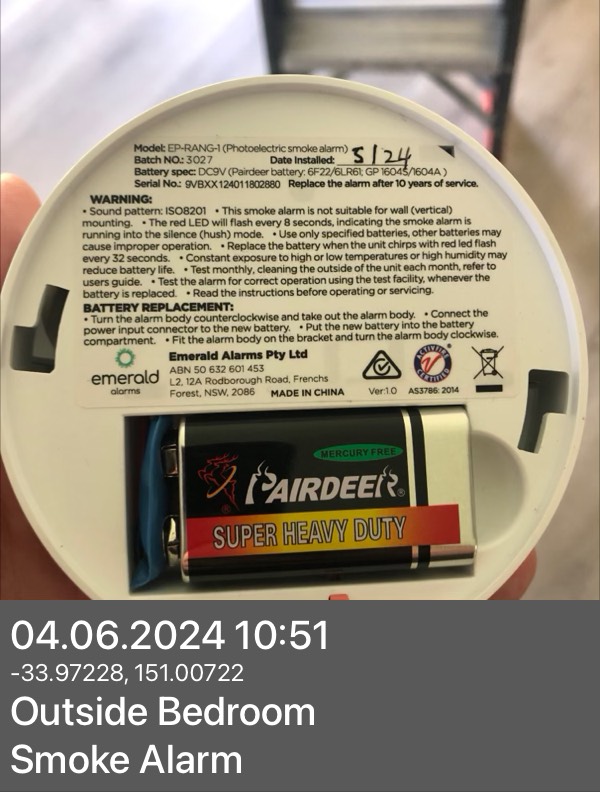 Model: EP-RANG-1 (Photoelectric smoke alarm)
Batch NO.: 3027 Date Installed: 5/24
Battery spec: DC9V (Pairdeer battery: 6F22/6LR61; GP 1604S/1604A )
Serial No.: 9VBXX124011802880 Replace the alarm after 10 years of service.
WARNING:
• Sound pattern: ISO8201 • This smoke alarm is not suitable for wall (vertical)
mounting. • The red LED will flash every 8 seconds, indicating the smoke alarm is
running into the silence (hush) mode. • Use only specified batteries, other batteries may
cause improper operation. • Replace the battery when the unit chirps with red led flash
every 32 seconds. • Constant exposure to high or low temperatures or high humidity may
reduce battery life. • Test monthly, cleaning the outside of the unit each month, refer to
users guide. • Test the alarm for correct operation using the test facility, whenever the
battery is replaced. • Read the instructions before operating or servicing.
BATTERY REPLACEMENT:
• Turn the alarm body counterclockwise and take out the alarm body. • Connect the
power input connector to the new battery. • Put the new battery into the battery
compartment. • Fit the alarm body on the bracket and turn the alarm body clockwise.
emerald
alarms
Emerald Alarms Pty Ltd
ABN 50 632 601 453
L2, 12A Rodborough Road, Frenchs
Forest, NSW, 2086 MADE IN CHINA
Ver:1.0
ACTIVFIRE
CERTIFIED
AS3786: 2014
MERCURY FREE
PAIRDEER®
SUPER HEAVY DUTY
04.06.2024 10:51
-33.97228, 151.00722
Outside Bedroom
Smoke Alarm